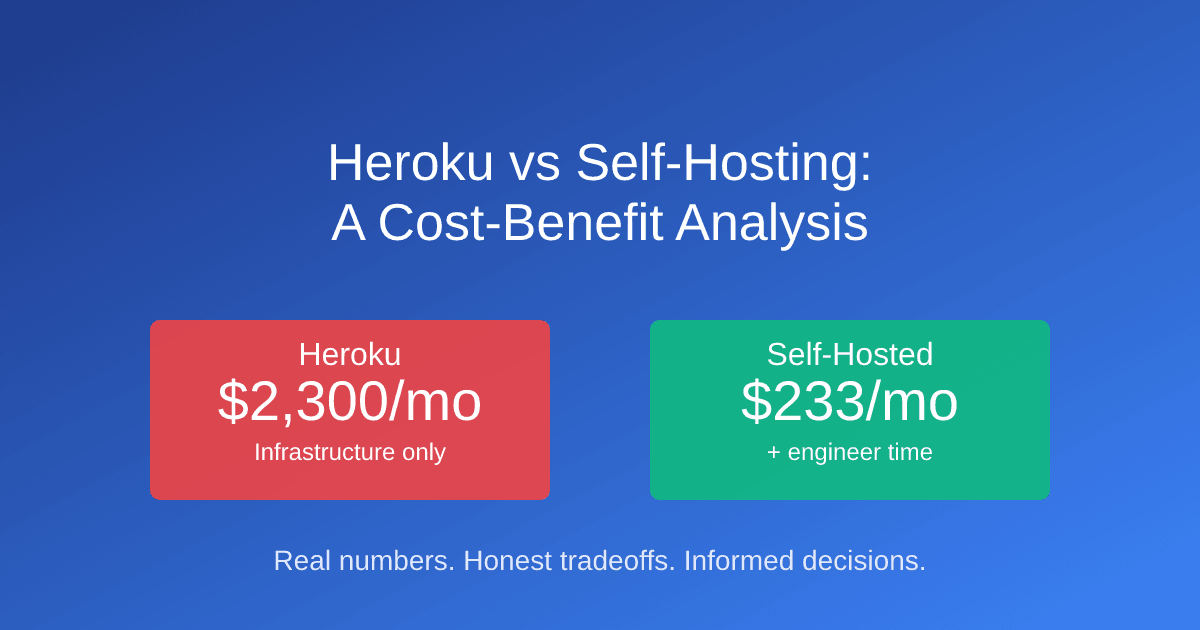 Heroku vs Self-Hosting:
A Cost-Benefit Analysis
Heroku
$2,300/mo
Infrastructure only
Self-Hosted
$233/mo
+ engineer time
Real numbers. Honest tradeoffs. Informed decisions.